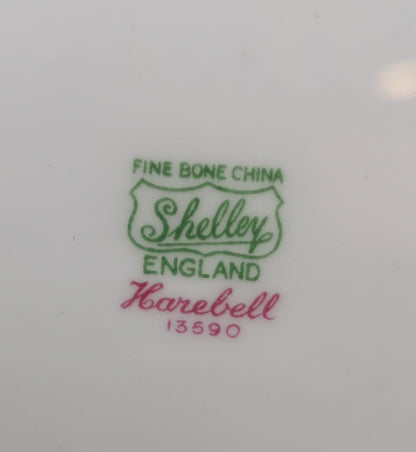 FINE BONE CHINA
Shelley
ENGLAND
Harebell
13590